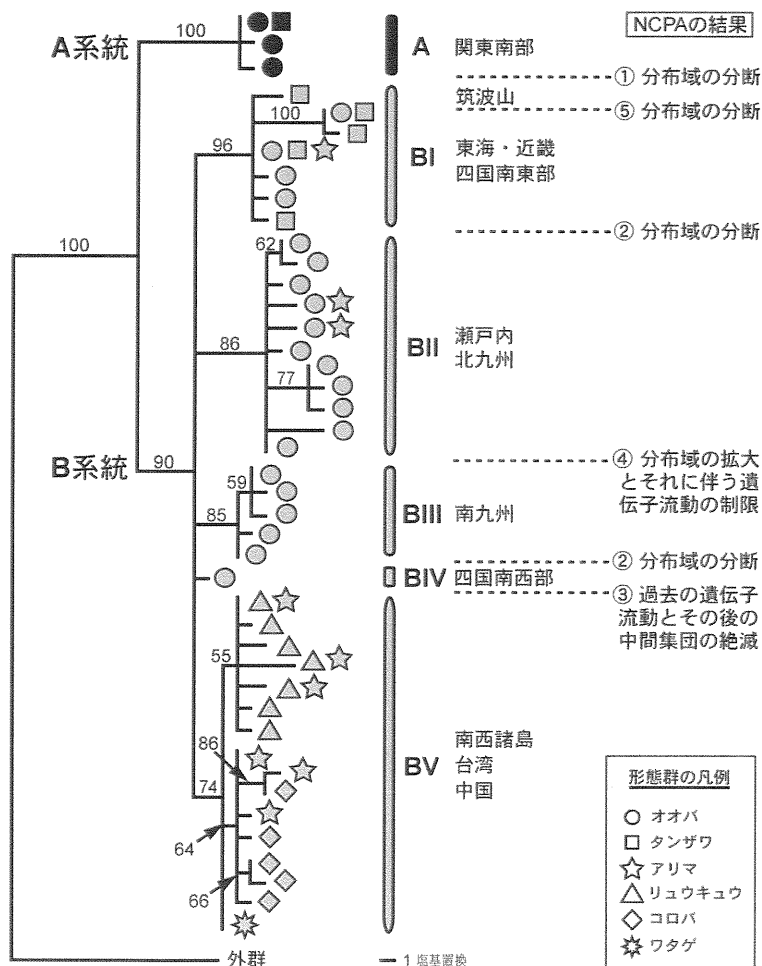 NCPAの結果
100
A系統
A
関東南部
① 分布域の分断
筑波山
⑤ 分布域の分断
100
96
BI
東海・近畿
四国南東部
② 分布域の分断
100
62
86
BII
瀬戸内
北九州
77
B系統
90
④ 分布域の拡大
とそれに伴う遺
伝子流動の制限
59
85
BIII
南九州
② 分布域の分断
BIV
四国南西部
③ 過去の遺伝子
流動とその後の
中間集団の絶滅
55
86
74
BV
南西諸島
台湾
中国
64
66
形態群の凡例
オオバ
タンザワ
アリマ
リュウキュウ
コロバ
ワタゲ
外群
1 塩基置換